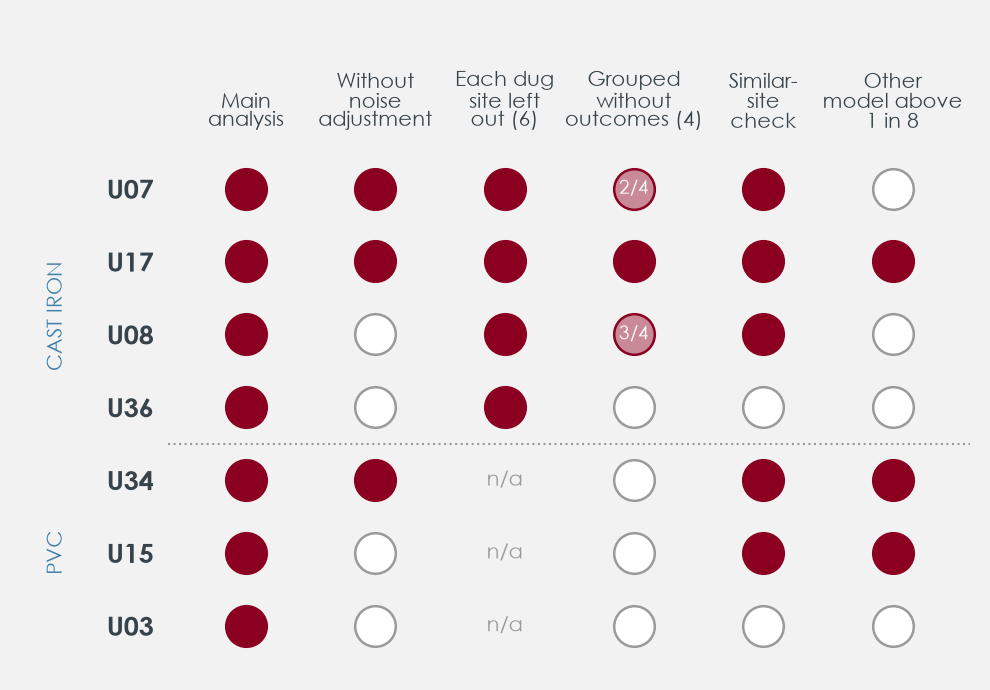 Main
analysis
Without
noise
adjustment
Each dug
site left
out (6)
Grouped
without
outcomes (4)
Similar-
site
check
Other
model above
1 in 8
CAST IRON
U07
2/4
U17
U08
3/4
U36
PVC
U34
n/a
U15
n/a
U03
n/a